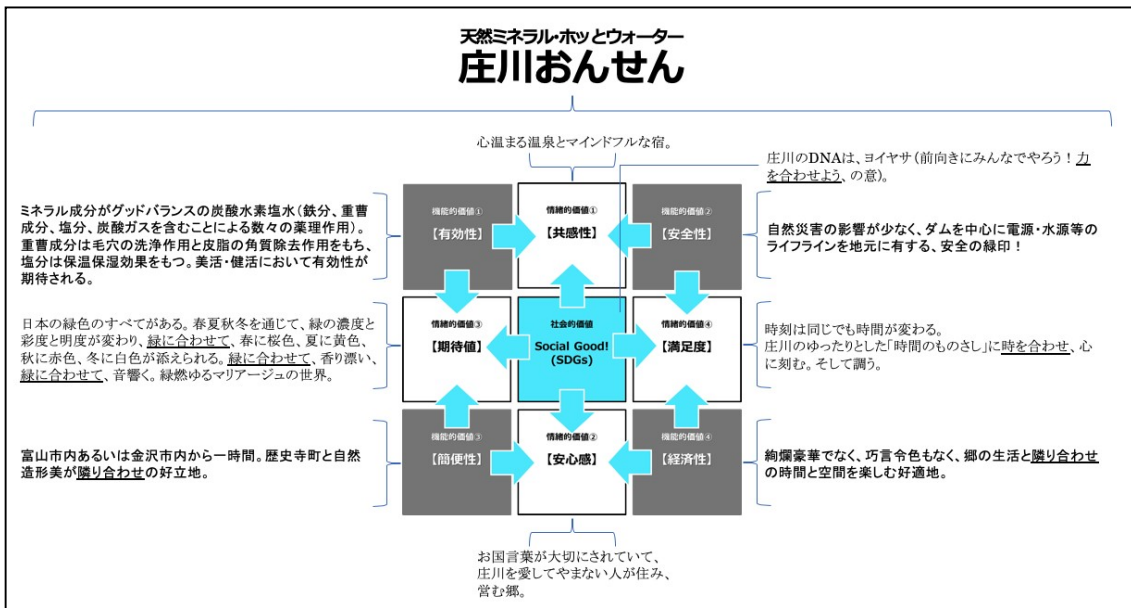 天然ミネラル・ホッとウォーター
庄川おんせん
心温まる温泉とマインドフルな宿。
庄川のDNAは、ヨイヤサ(前向きにみんなでやろう！力
を合わせよう、の意)。
ミネラル成分がグッドバランスの炭酸水素塩水(鉄分、重曹
成分、塩分、炭酸ガスを含むことによる数々の薬理作用)。
重曹成分は毛穴の洗浄作用と皮脂の角質除去作用をもち、
塩分は保温保湿効果をもつ。美活・健活において有効性が
期待される。
機能的価値①
【有効性】
情緒的価値①
【共感性】
機能的価値②
【安全性】
自然災害の影響が少なく、ダムを中心に電源・水源等の
ライフラインを地元に有する、安全の緑印！
日本の緑色のすべてがある。春夏秋冬を通じて、緑の濃度と
彩度と明度が変わり、緑に合わせて、春に桜色、夏に黄色、
秋に赤色、冬に白色が添えられる。緑に合わせて、香り漂い、
緑に合わせて、音響く。緑燃ゆるマリアージュの世界。
情緒的価値③
【期待値】
社会的価値
Social Good!
(SDGs)
情緒的価値④
【満足度】
時刻は同じでも時間が変わる。
庄川のゆったりとした「時間のものさし」に時を合わせ、心
に刻む。そして調う。
富山市内あるいは金沢市内から一時間。歴史寺町と自然
造形美が隣り合わせの好立地。
機能的価値③
【簡便性】
情緒的価値②
【安心感】
機能的価値④
【経済性】
絢爛豪華でなく、巧言令色もなく、郷の生活と隣り合わせ
の時間と空間を楽しむ好適地。
お国言葉が大切にされていて、
庄川を愛してやまない人が住み、
営む郷。